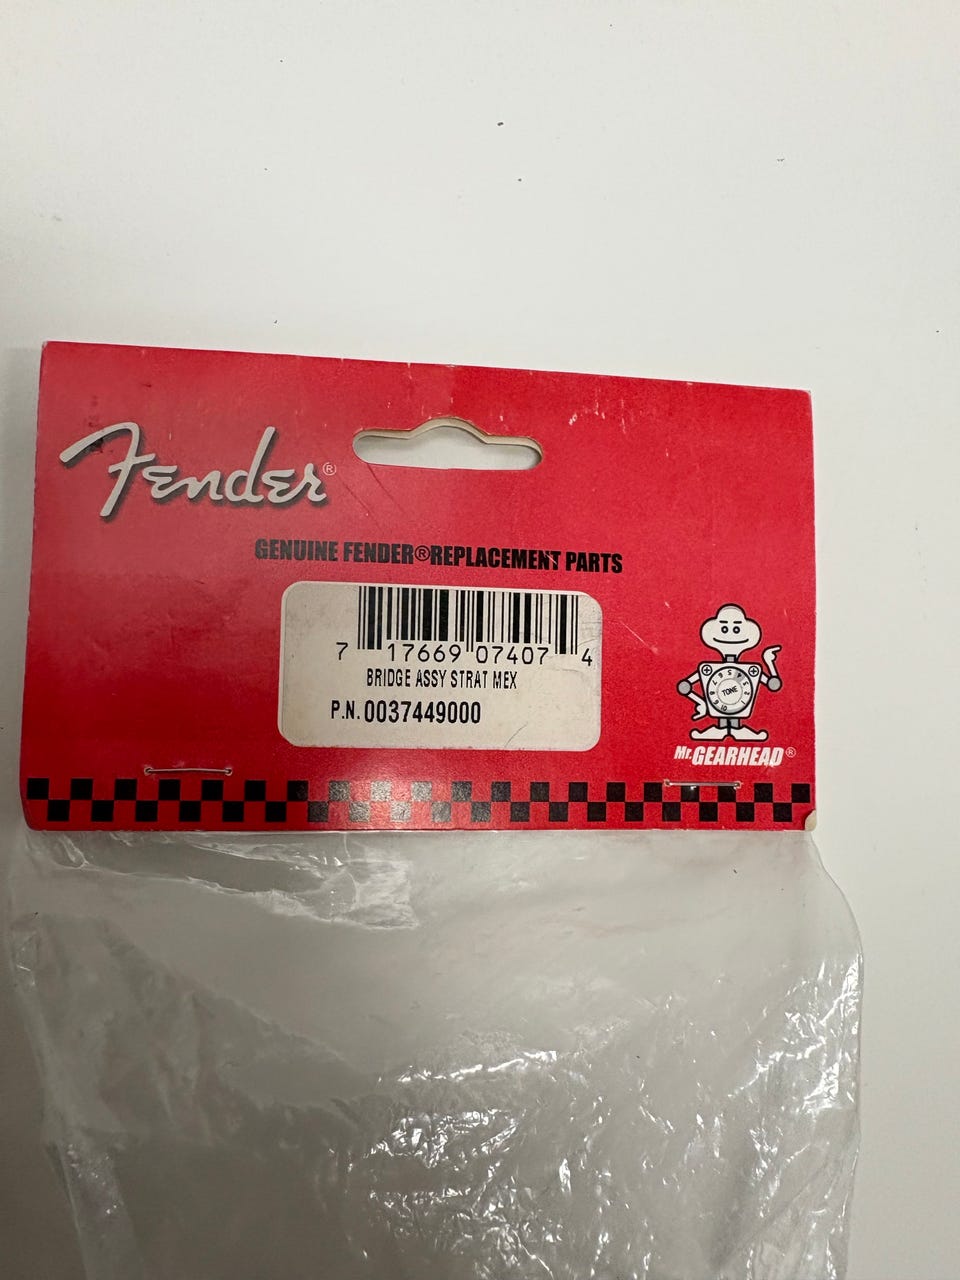 Fender®
GENUINE FENDER®REPLACEMENT PARTS
7 17669 07407 4
BRIDGE ASSY STRAT MEX
P.N. 0037449000
TONE
Mr. GEARHEAD®